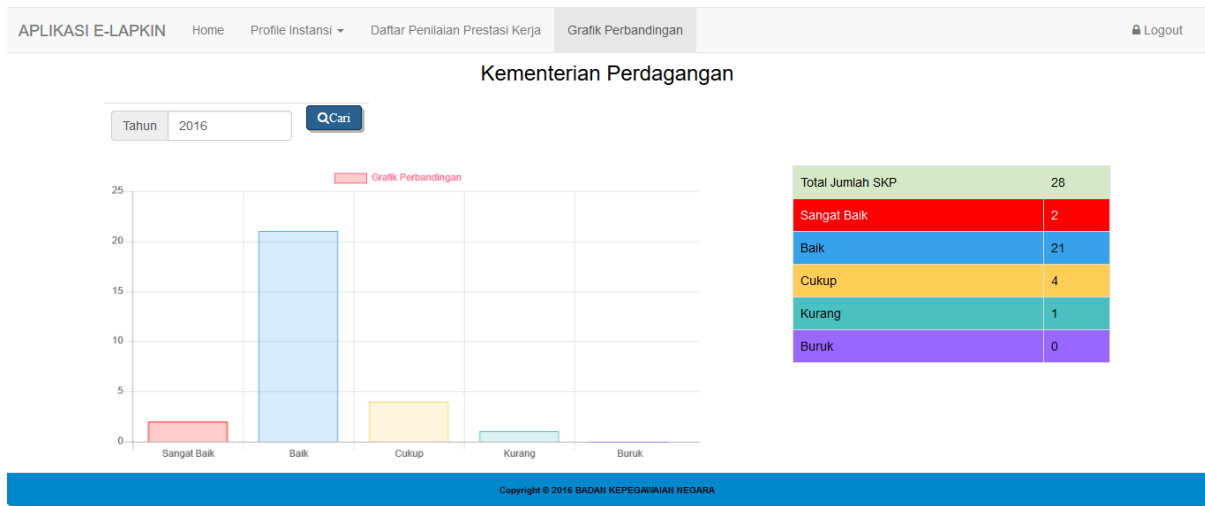 APLIKASI E-LAPKIN Home Profile Instansi Daftar Penilaian Prestasi Kerja Grafik Perbandingan Logout
Kementerian Perdagangan
Tahun 2016 Cari
Grafik Perbandingan
25
20
15
10
5
0
Sangat Baik Baik Cukup Kurang Buruk
Total Jumlah SKP 28
Sangat Baik 2
Baik 21
Cukup 4
Kurang 1
Buruk 0
Copyright © 2016 BADAN KEPEGAWAIAN NEGARA